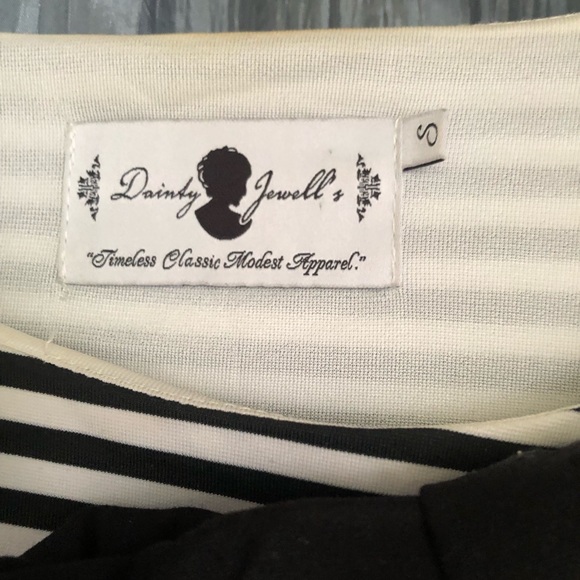 Dainty Jewell's
"Timeless Classic Modest Apparel."
S